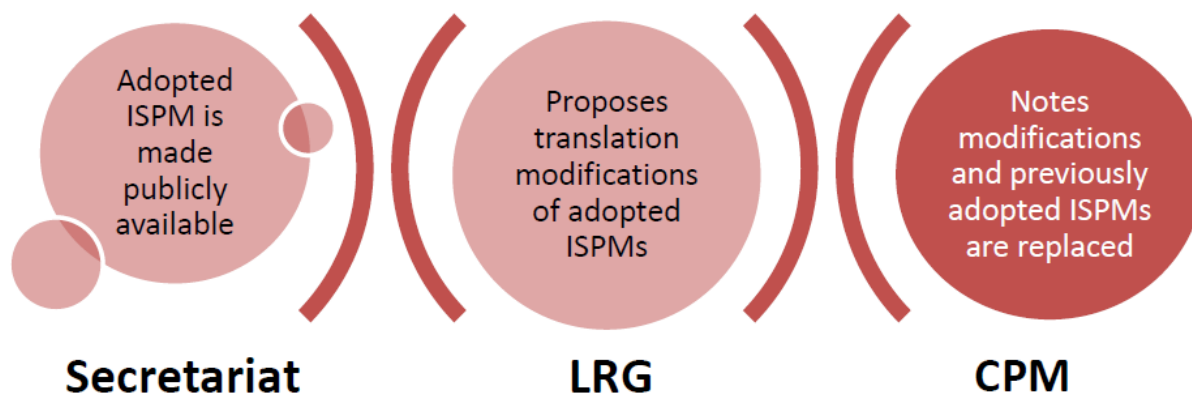 Adopted
ISPM is
made
publicly
available
Proposes
translation
modifications
of adopted
ISPMs
Notes
modifications
and previously
adopted ISPMs
are replaced
Secretariat
LRG
CPM